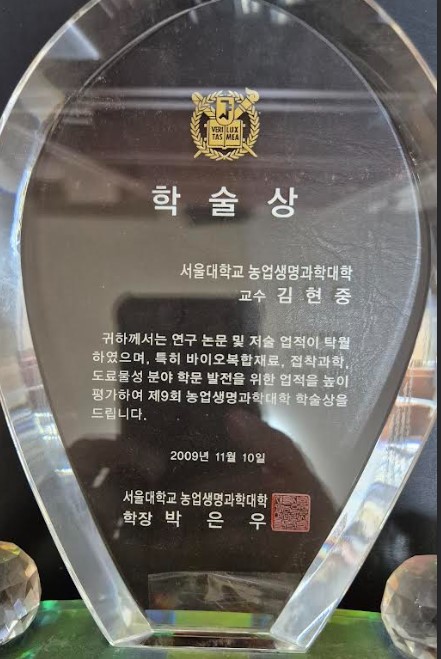 VERI LUX
TAS MEA
학 술 상
서울대학교 농업생명과학대학
교수 김 현 중
귀하께서는 연구 논문 및 저술 업적이 탁월
하였으며, 특히 바이오복합재료, 접착과학,
도료물성 분야 학문 발전을 위한 업적을 높이
평가하여 제9회 농업생명과학대학 학술상을
드립니다.
2009년 11월 10일
서울대학교 농업생명과학대학
학장 박 은 우